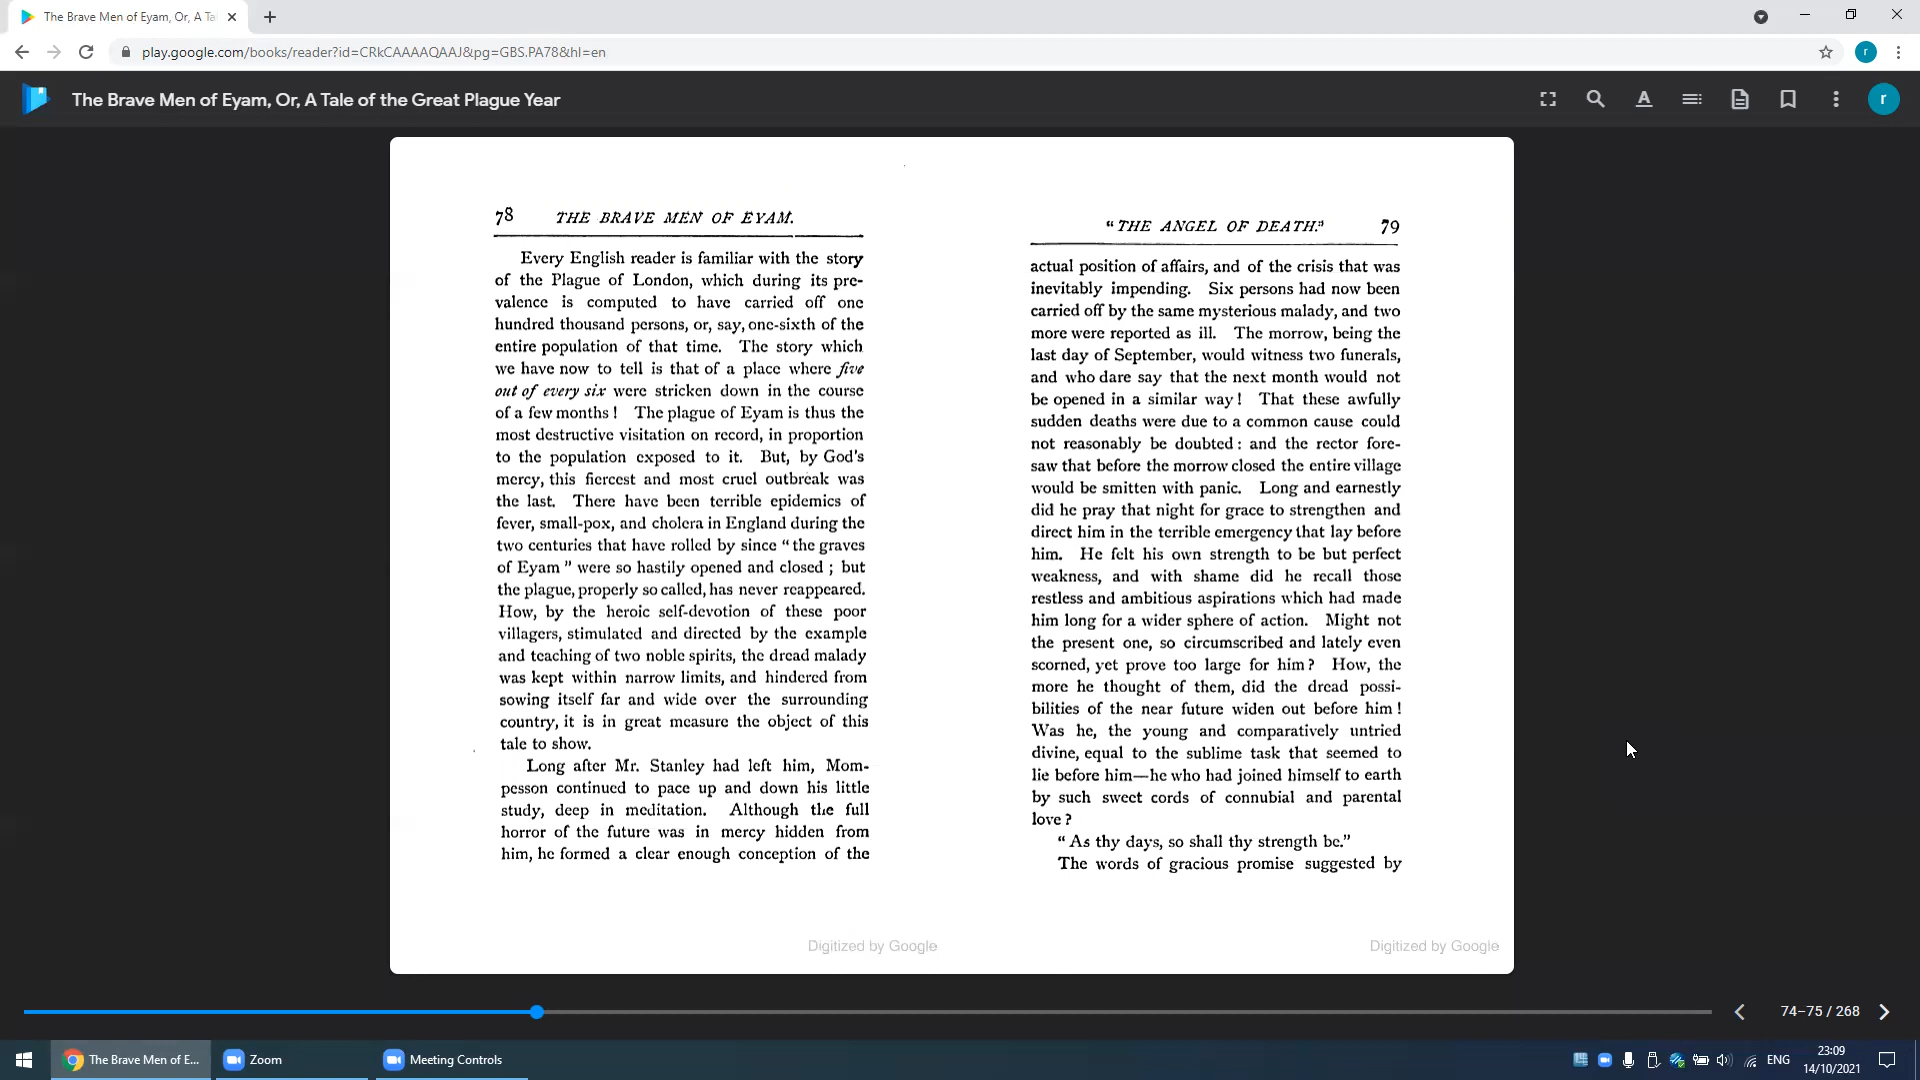 The Brave Men of Eyam, Or, A Ta
play.google.com/books/reader?id=CRkCAAAAQAAJ&pg=GBS.PA78&hl=en
r
The Brave Men of Eyam, Or, A Tale of the Great Plague Year
A
r
78 THE BRAVE MEN OF EYAM.
Every English reader is familiar with the story
of the Plague of London, which during its pre-
valence is computed to have carried off one
hundred thousand persons, or, say, one-sixth of the
entire population of that time. The story which
we have now to tell is that of a place where five
out of every six were stricken down in the course
of a few months! The plague of Eyam is thus the
most destructive visitation on record, in proportion
to the population exposed to it. But, by God's
mercy, this fiercest and most cruel outbreak was
the last. There have been terrible epidemics of
fever, small-pox, and cholera in England during the
two centuries that have rolled by since "the graves
of Eyam" were so hastily opened and closed; but
the plague, properly so called, has never reappeared.
How, by the heroic self-devotion of these poor
villagers, stimulated and directed by the example
and teaching of two noble spirits, the dread malady
was kept within narrow limits, and hindered from
sowing itself far and wide over the surrounding
country, it is in great measure the object of this
tale to show.
Long after Mr. Stanley had left him, Mom-
pesson continued to pace up and down his little
study, deep in meditation. Although the full
horror of the future was in mercy hidden from
him, he formed a clear enough conception of the
Digitized by Google
"THE ANGEL OF DEATH." 79
actual position of affairs, and of the crisis that was
inevitably impending. Six persons had now been
carried off by the same mysterious malady, and two
more were reported as ill. The morrow, being the
last day of September, would witness two funerals,
and who dare say that the next month would not
be opened in a similar way! That these awfully
sudden deaths were due to a common cause could
not reasonably be doubted: and the rector fore-
saw that before the morrow closed the entire village
would be smitten with panic. Long and earnestly
did he pray that night for grace to strengthen and
direct him in the terrible emergency that lay before
him. He felt his own strength to be but perfect
weakness, and with shame did he recall those
restless and ambitious aspirations which had made
him long for a wider sphere of action. Might not
the present one, so circumscribed and lately even
scorned, yet prove too large for him? How, the
more he thought of them, did the dread possi-
bilities of the near future widen out before him!
Was he, the young and comparatively untried
divine, equal to the sublime task that seemed to
lie before him—he who had joined himself to earth
by such sweet cords of connubial and parental
love?
"As thy days, so shall thy strength be."
The words of gracious promise suggested by
Digitized by Google
74–75 / 268
The Brave Men of E...
Zoom
Meeting Controls
ENG
23:09
14/10/2021